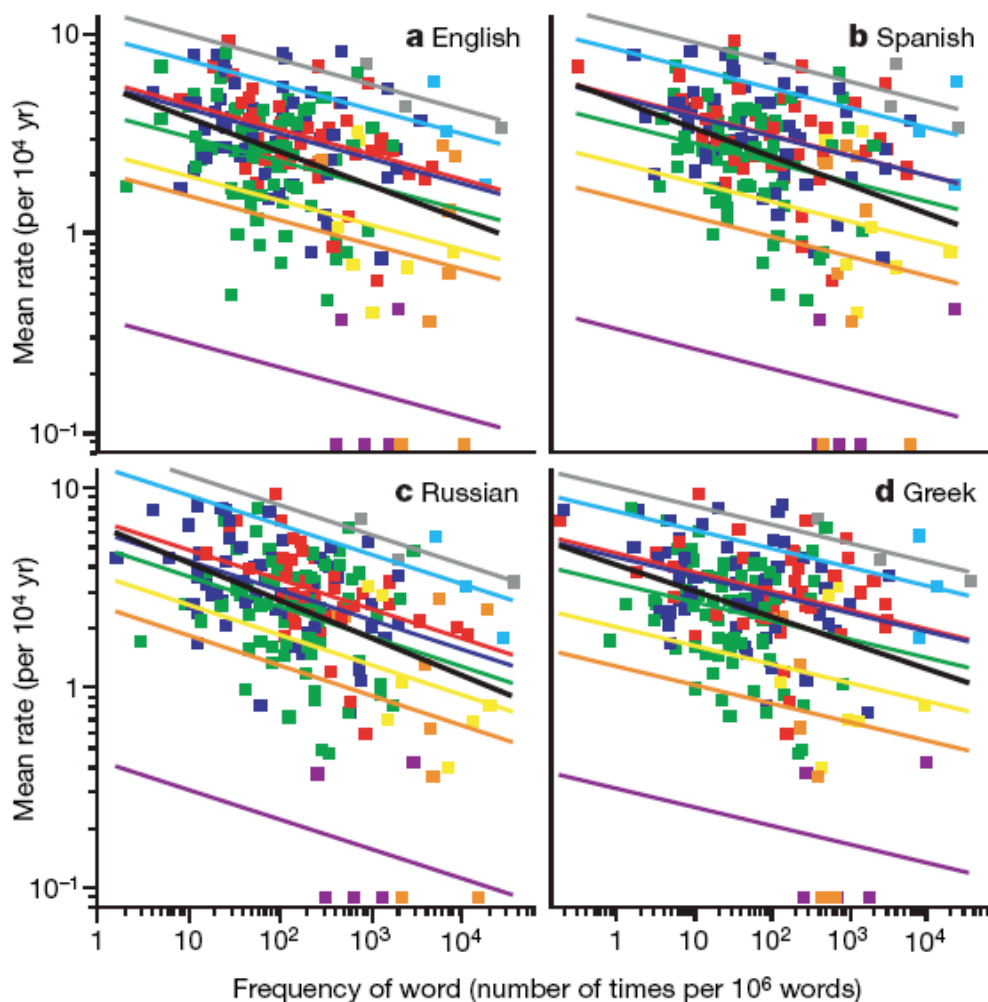 a English
b Spanish
10
1
10⁻¹
Mean rate (per 10⁴ yr)
c Russian
d Greek
10
1
10⁻¹
Mean rate (per 10⁴ yr)
1 10 10² 10³ 10⁴
1 10 10² 10³ 10⁴
Frequency of word (number of times per 10⁶ words)